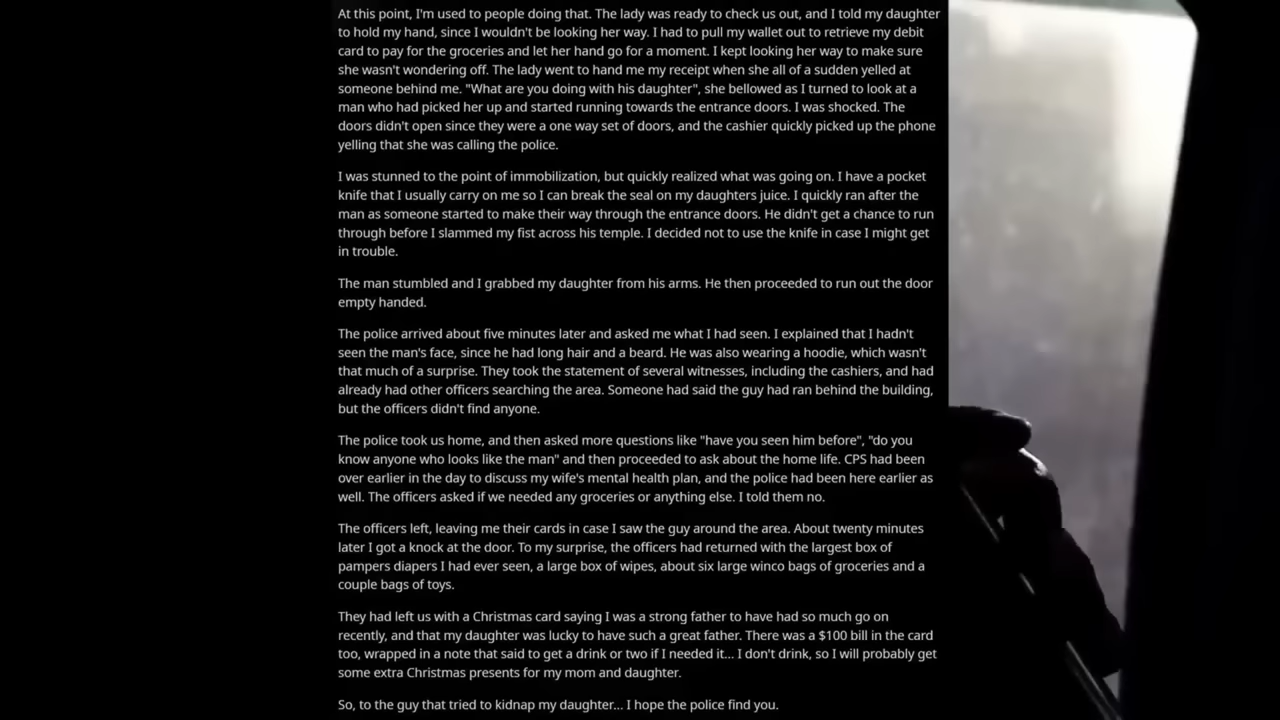 At this point, I'm used to people doing that. The lady was ready to check us out, and I told my daughter
to hold my hand, since I wouldn't be looking her way. I had to pull my wallet out to retrieve my debit
card to pay for the groceries and let her hand go for a moment. I kept looking her way to make sure
she wasn't wondering off. The lady went to hand me my receipt when she all of a sudden yelled at
someone behind me. "What are you doing with his daughter", she bellowed as I turned to look at a
man who had picked her up and started running towards the entrance doors. I was shocked. The
doors didn't open since they were a one way set of doors, and the cashier quickly picked up the phone
yelling that she was calling the police.
I was stunned to the point of immobilization, but quickly realized what was going on. I have a pocket
knife that I usually carry on me so I can break the seal on my daughters juice. I quickly ran after the
man as someone started to make their way through the entrance doors. He didn't get a chance to run
through before I slammed my fist across his temple. I decided not to use the knife in case I might get
in trouble.
The man stumbled and I grabbed my daughter from his arms. He then proceeded to run out the door
empty handed.
The police arrived about five minutes later and asked me what I had seen. I explained that I hadn't
seen the man's face, since he had long hair and a beard. He was also wearing a hoodie, which wasn't
that much of a surprise. They took the statement of several witnesses, including the cashiers, and had
already had other officers searching the area. Someone had said the guy had ran behind the building,
but the officers didn't find anyone.
The police took us home, and then asked more questions like "have you seen him before", "do you
know anyone who looks like the man" and then proceeded to ask about the home life. CPS had been
over earlier in the day to discuss my wife's mental health plan, and the police had been here earlier as
well. The officers asked if we needed any groceries or anything else. I told them no.
The officers left, leaving me their cards in case I saw the guy around the area. About twenty minutes
later I got a knock at the door. To my surprise, the officers had returned with the largest box of
pampers diapers I had ever seen, a large box of wipes, about six large winco bags of groceries and a
couple bags of toys.
They had left us with a Christmas card saying I was a strong father to have had so much go on
recently, and that my daughter was lucky to have such a great father. There was a $100 bill in the card
too, wrapped in a note that said to get a drink or two if I needed it... I don't drink, so I will probably get
some extra Christmas presents for my mom and daughter.
So, to the guy that tried to kidnap my daughter... I hope the police find you.